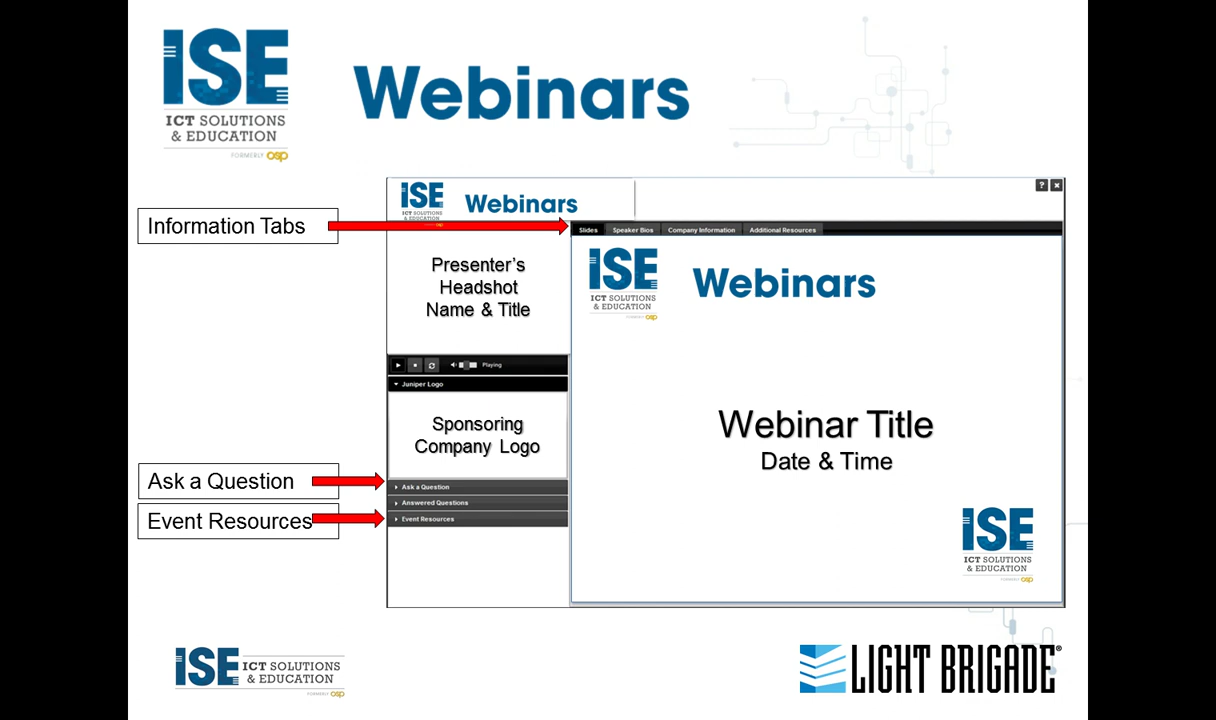 ISE
ICT SOLUTIONS
& EDUCATION
FORMERLY OSP
Webinars
ISE
ICT SOLUTIONS
& EDUCATION
Webinars
? x
Information Tabs
Slides Speaker Bios Company Information Additional Resources
Presenter's
Headshot
Name & Title
ISE
ICT SOLUTIONS
& EDUCATION
FORMERLY OSP
Webinars
Playing
Juniper Logo
Sponsoring
Company Logo
Webinar Title
Date & Time
Ask a Question
Ask a Question
Answered Questions
Event Resources
Event Resources
ISE
ICT SOLUTIONS
& EDUCATION
FORMERLY OSP
ISE ICT SOLUTIONS
& EDUCATION
FORMERLY OSP
LIGHT BRIGADE®